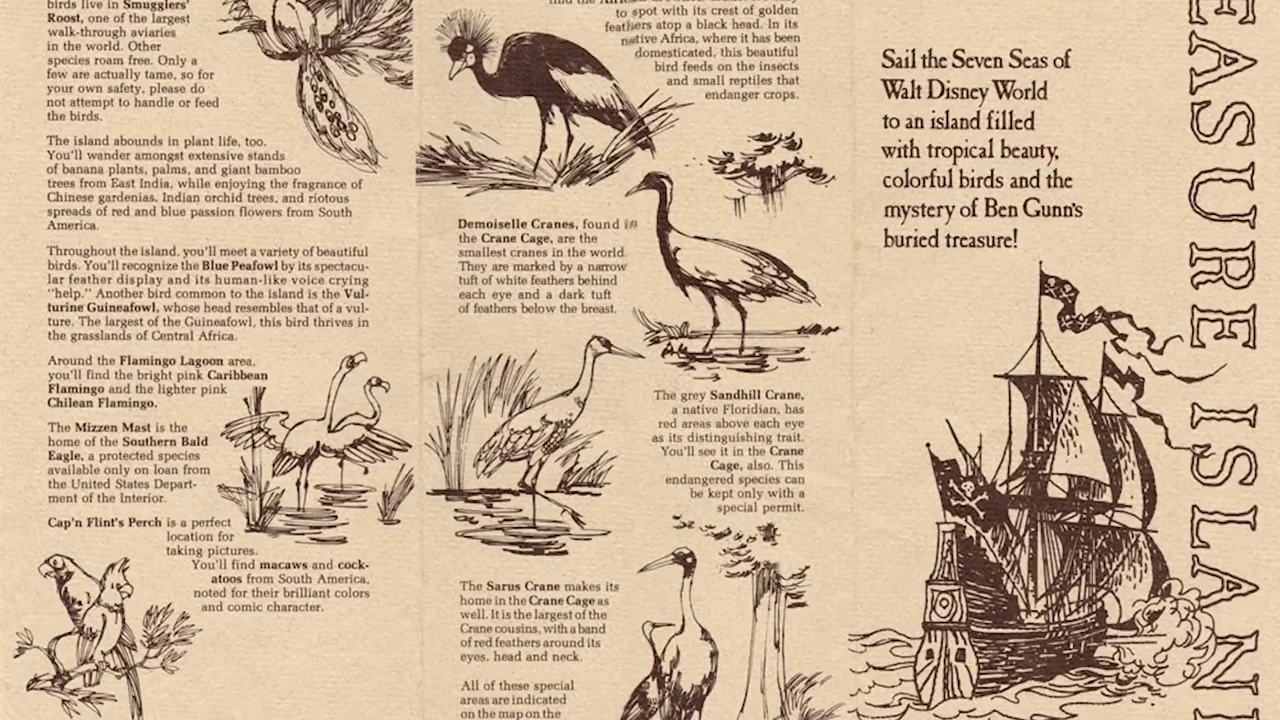 birds live in Smugglers'
Roost, one of the largest
walk-through aviaries
in the world. Other
species roam free. Only a
few are actually tame, so for
your own safety, please do
not attempt to handle or feed
the birds.
The island abounds in plant life, too.
You'll wander amongst extensive stands
of banana plants, palms, and giant bamboo
trees from East India, while enjoying the fragrance of
Chinese gardenias, Indian orchid trees, and riotous
spreads of red and blue passion flowers from South
America.
Throughout the island, you'll meet a variety of beautiful
birds. You'll recognize the Blue Peafowl by its spectacu-
lar feather display and its human-like voice crying
"help." Another bird common to the island is the Vul-
turine Guineafowl, whose head resembles that of a vul-
ture. The largest of the Guineafowl, this bird thrives in
the grasslands of Central Africa.
Around the Flamingo Lagoon area,
you'll find the bright pink Caribbean
Flamingo and the lighter pink
Chilean Flamingo.
The Mizzen Mast is the
home of the Southern Bald
Eagle, a protected species
available only on loan from
the United States Depart-
ment of the Interior.
Cap'n Flint's Perch is a perfect
location for
taking pictures.
You'll find macaws and cock-
atoos from South America,
noted for their brilliant colors
and comic character.
to spot with its crest of golden
feathers atop a black head. In its
native Africa, where it has been
domesticated, this beautiful
bird feeds on the insects
and small reptiles that
endanger crops.
Demoiselle Cranes, found in
the Crane Cage, are the
smallest cranes in the world.
They are marked by a narrow
tuft of white feathers behind
each eye and a dark tuft
of feathers below the breast.
The grey Sandhill Crane,
a native Floridian, has
red areas above each eye
as its distinguishing trait.
You'll see it in the Crane
Cage, also. This
endangered species can
be kept only with a
special permit.
The Sarus Crane makes its
home in the Crane Cage as
well. It is the largest of the
Crane cousins, with a band
of red feathers around its
eyes, head and neck.
All of these special
areas are indicated
on the map on the
Sail the Seven Seas of
Walt Disney World
to an island filled
with tropical beauty,
colorful birds and the
mystery of Ben Gunn's
buried treasure!
EASURE ISLAN